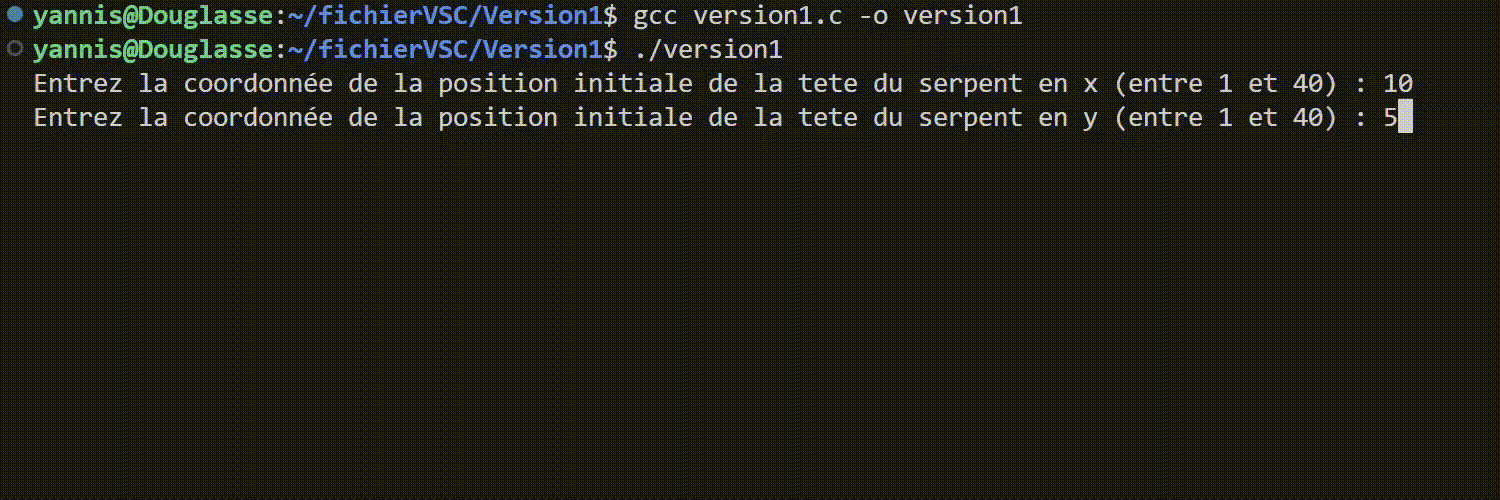 yannis@Douglasse:~/fichierVSC/Version1$ gcc version1.c -o version1
yannis@Douglasse:~/fichierVSC/Version1$ ./version1
Entrez la coordonnée de la position initiale de la tete du serpent en x (entre 1 et 40) : 10
Entrez la coordonnée de la position initiale de la tete du serpent en y (entre 1 et 40) : 5